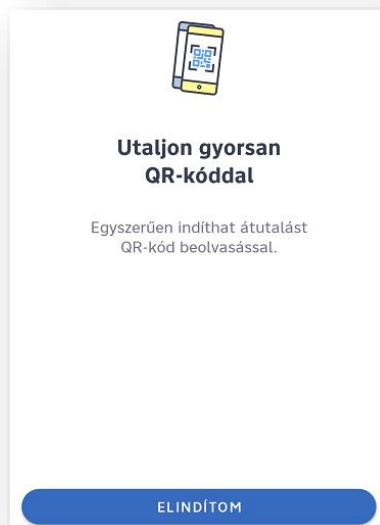 Utaljon gyorsan
QR-kóddal
Egyszerűen indíthat átutalást
QR-kód beolvasással.
ELINDÍTOM